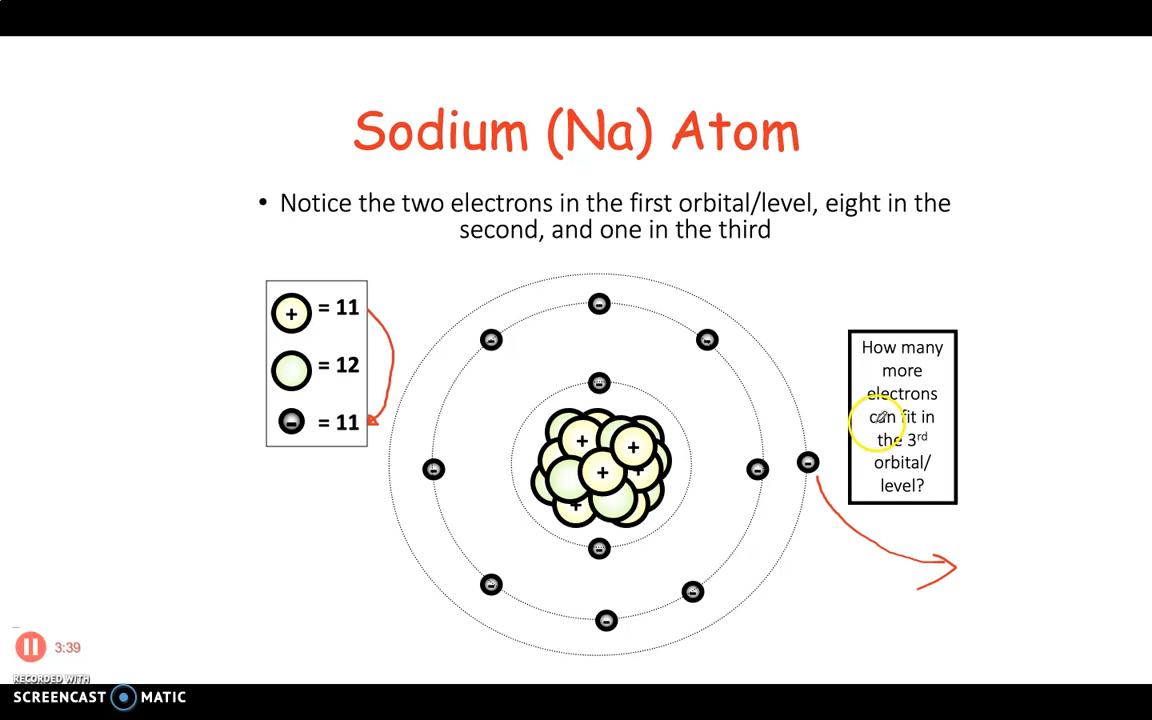 Sodium (Na) Atom
• Notice the two electrons in the first orbital/level, eight in the
second, and one in the third
+ = 11
= 12
- = 11
How many
more
electrons
can fit in
the 3rd
orbital/
level?
3:39
RECORDED WITH
SCREENCAST MATIC